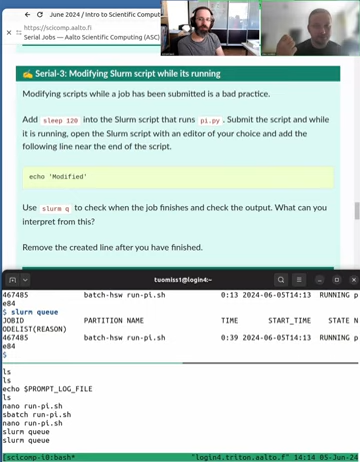 June 2024 / Intro to Scientific Comput
https://scicomp.aalto.fi
Serial Jobs — Aalto Scientific Computing (ASC)
✍ Serial-3: Modifying Slurm script while its running
Modifying scripts while a job has been submitted is a bad practice.
Add sleep 120 into the Slurm script that runs pi.py. Submit the script and while
it is running, open the Slurm script with an editor of your choice and add the
following line near the end of the script.
echo 'Modified'
Use slurm q to check when the job finishes and check the output. What can you
interpret from this?
Remove the created line after you have finished.
tuomiss1@login4:~
467485 batch-hsw run-pi.sh 0:13 2024-06-05T14:13 RUNNING p
e84
$ slurm queue
JOBID PARTITION NAME TIME START_TIME STATE N
ODELIST(REASON)
467485 batch-hsw run-pi.sh 0:39 2024-06-05T14:13 RUNNING p
e84
$
ls
ls
echo $PROMPT_LOG_FILE
ls
nano run-pi.sh
sbatch run-pi.sh
nano run-pi.sh
slurm queue
slurm queue
[scicomp-i0:bash* "login4.triton.aalto.f" 14:14 05-Jun-24